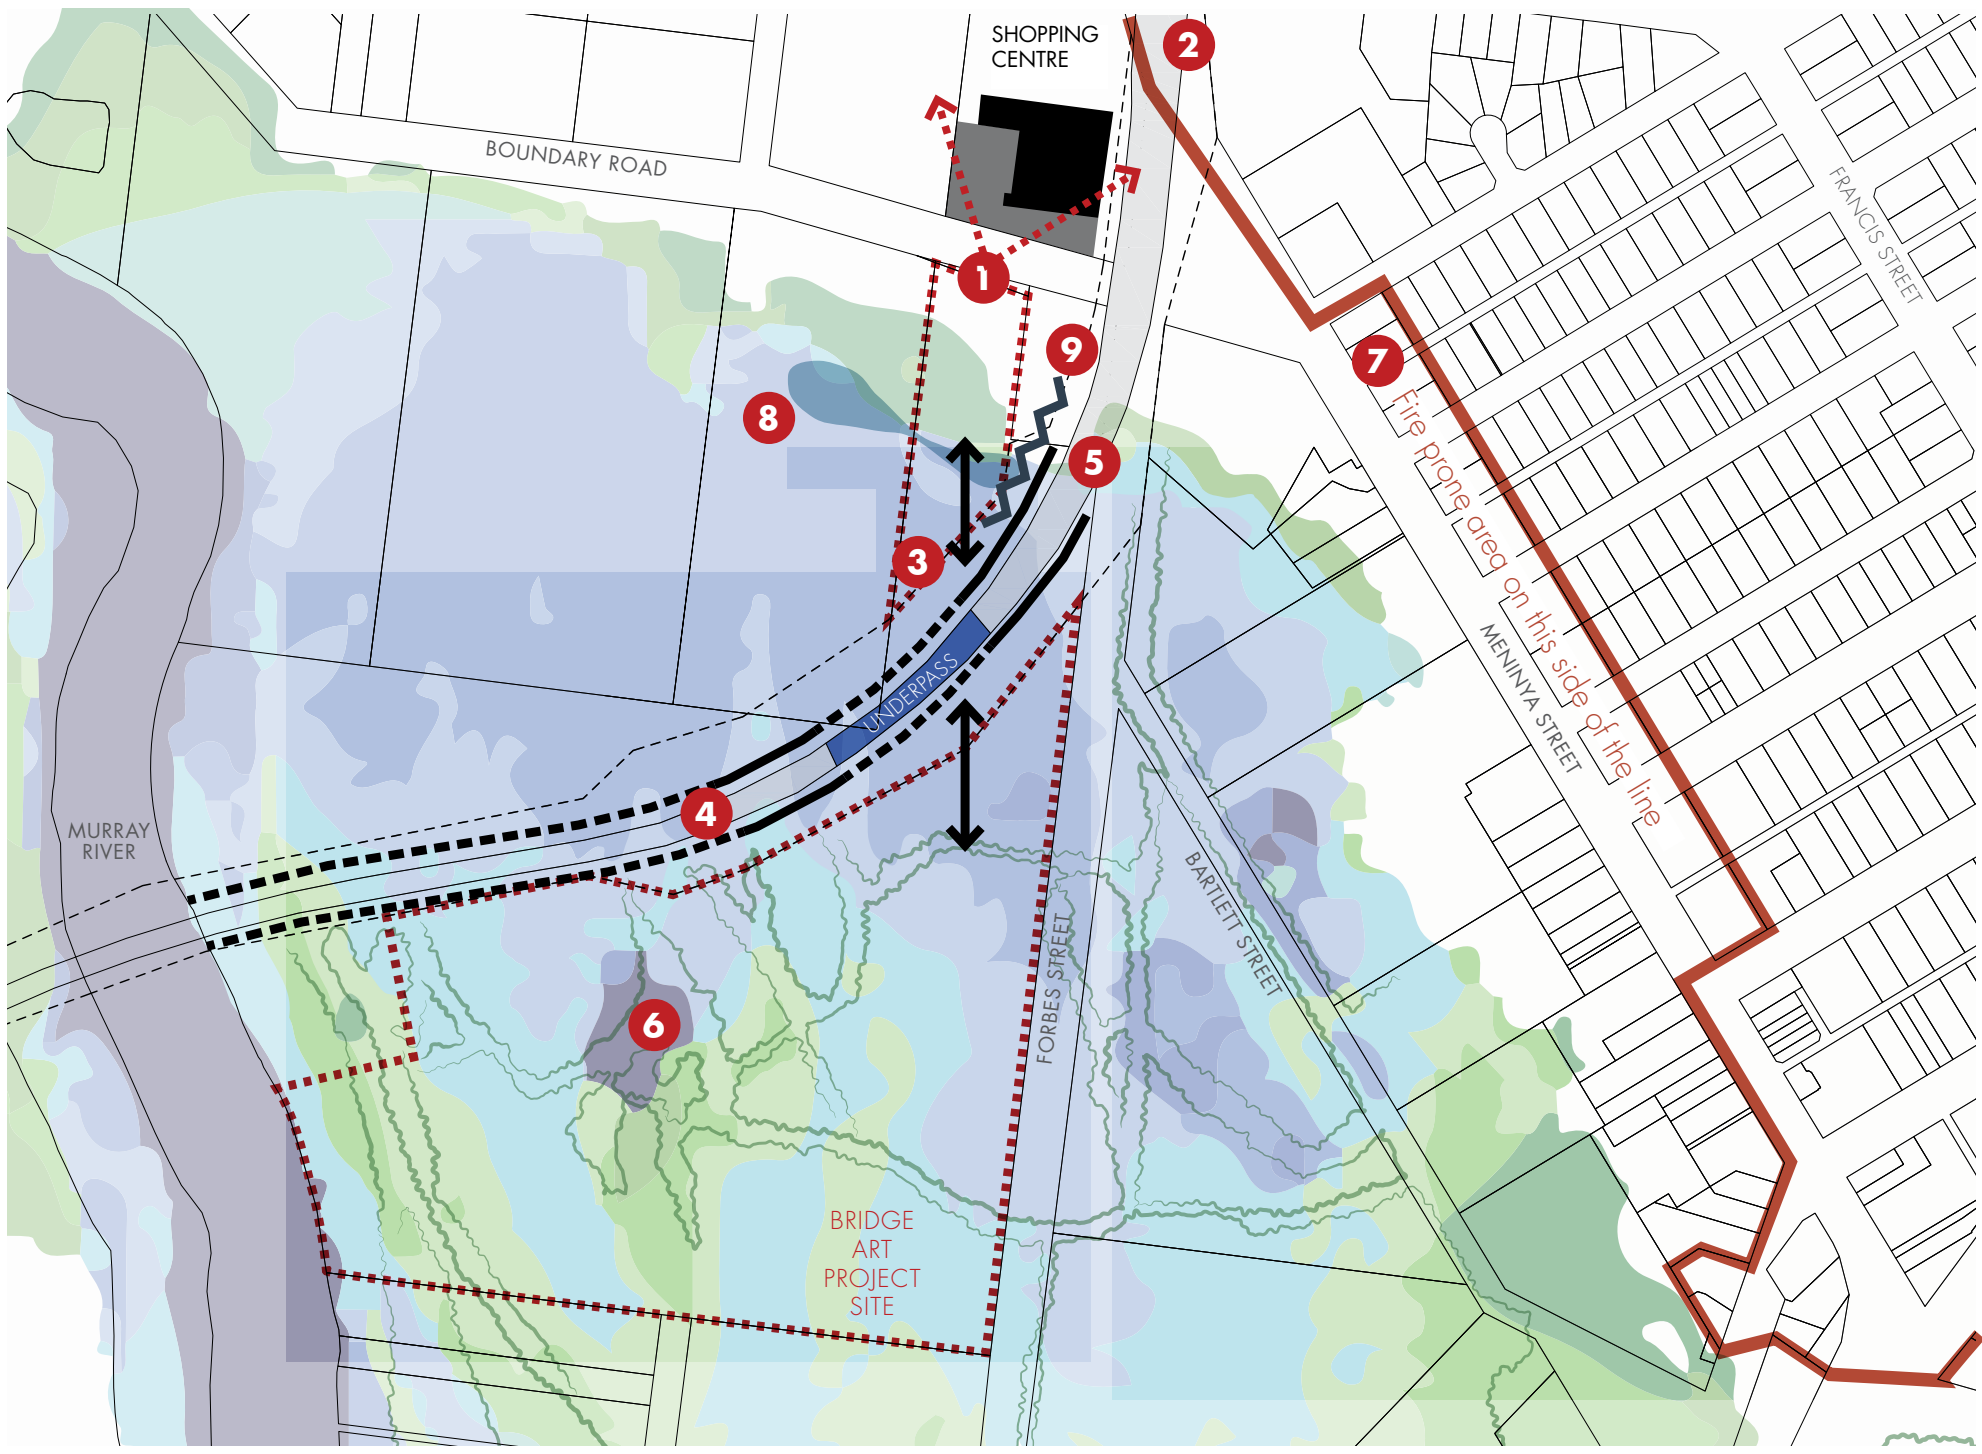 SHOPPING
CENTRE
2
BOUNDARY ROAD
FRANCIS STREET
1
9
7
8
5
3
Fire prone area on this side of the line
UNDERPASS
MENINYA STREET
4
MURRAY
RIVER
BARTLETT STREET
FORBES STREET
6
BRIDGE
ART
PROJECT
SITE